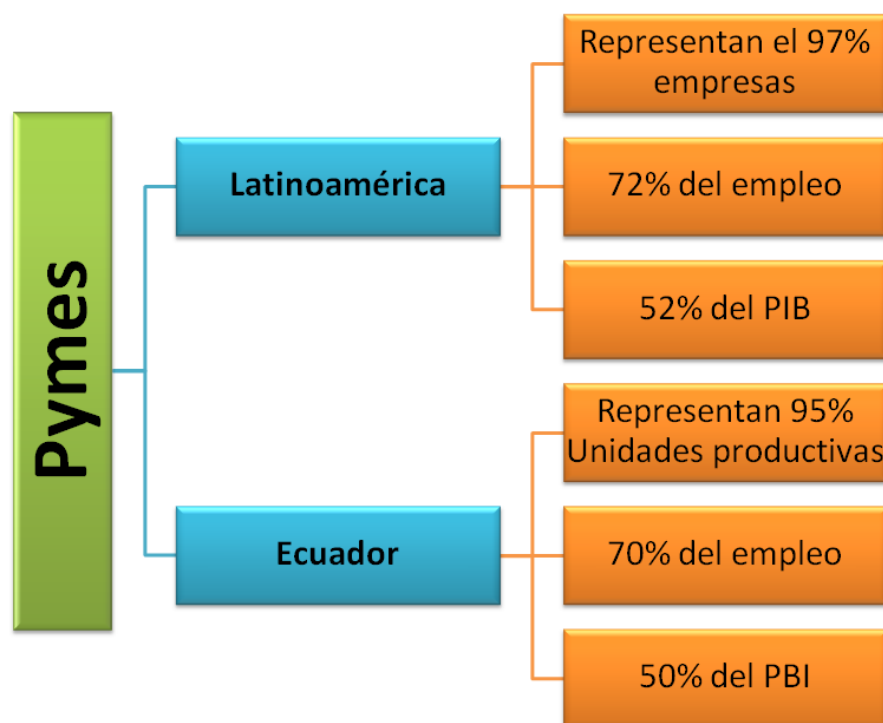 Pymes
Latinoamérica
Representan el 97%
empresas
72% del empleo
52% del PIB
Ecuador
Representan 95%
Unidades productivas
70% del empleo
50% del PBI